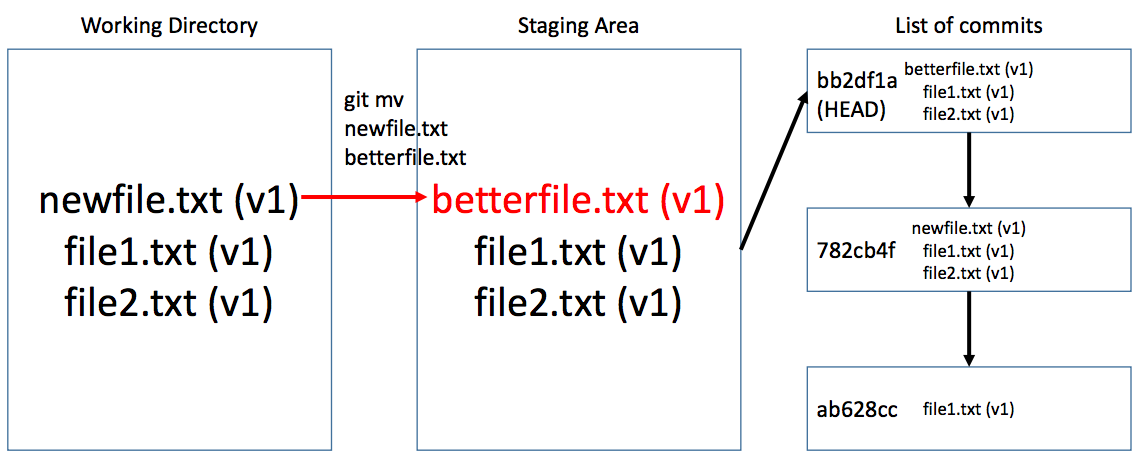 Working Directory
Staging Area
List of commits
newfile.txt (v1)
file1.txt (v1)
file2.txt (v1)
git mv
newfile.txt
betterfile.txt
betterfile.txt (v1)
file1.txt (v1)
file2.txt (v1)
bb2df1a
(HEAD)
betterfile.txt (v1)
file1.txt (v1)
file2.txt (v1)
782cb4f
newfile.txt (v1)
file1.txt (v1)
file2.txt (v1)
ab628cc
file1.txt (v1)